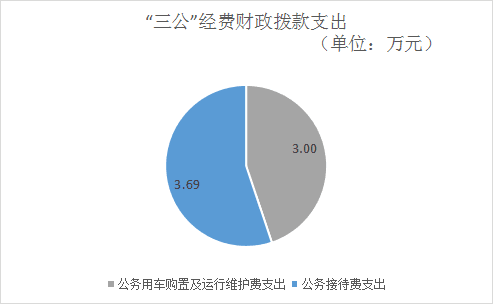 “三公”经费财政拨款支出
（单位：万元）
3.00
3.69
公务用车购置及运行维护费支出 公务接待费支出